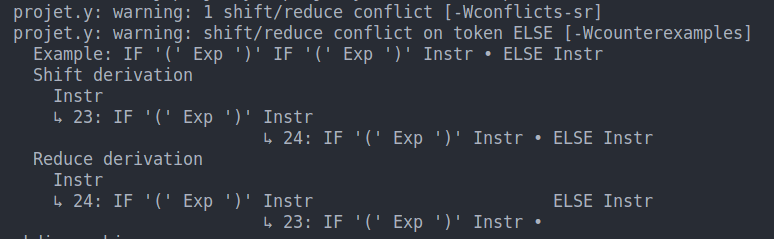 projet.y: warning: 1 shift/reduce conflict [-Wconflicts-sr]
projet.y: warning: shift/reduce conflict on token ELSE [-Wcounterexamples]
  Example: IF '(' Exp ')' IF '(' Exp ')' Instr • ELSE Instr
  Shift derivation
    Instr
    ↳ 23: IF '(' Exp ')' Instr
                         ↳ 24: IF '(' Exp ')' Instr • ELSE Instr
  Reduce derivation
    Instr
    ↳ 24: IF '(' Exp ')' Instr                        ELSE Instr
                         ↳ 23: IF '(' Exp ')' Instr •